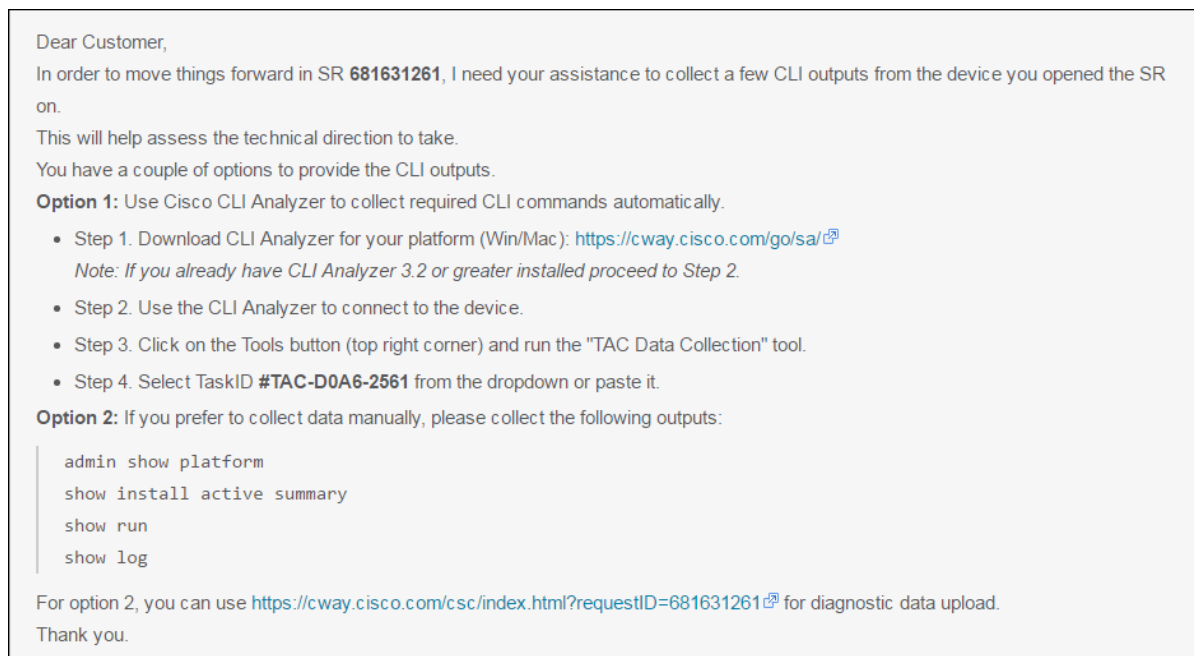 Dear Customer,
In order to move things forward in SR 681631261, I need your assistance to collect a few CLI outputs from the device you opened the SR
on.
This will help assess the technical direction to take.
You have a couple of options to provide the CLI outputs.
Option 1: Use Cisco CLI Analyzer to collect required CLI commands automatically.
• Step 1. Download CLI Analyzer for your platform (Win/Mac): https://cway.cisco.com/go/sa/
Note: If you already have CLI Analyzer 3.2 or greater installed proceed to Step 2.
• Step 2. Use the CLI Analyzer to connect to the device.
• Step 3. Click on the Tools button (top right corner) and run the "TAC Data Collection" tool.
• Step 4. Select TaskID #TAC-D0A6-2561 from the dropdown or paste it.
Option 2: If you prefer to collect data manually, please collect the following outputs:
admin show platform
show install active summary
show run
show log
For option 2, you can use https://cway.cisco.com/csc/index.html?requestID=681631261 for diagnostic data upload.
Thank you.